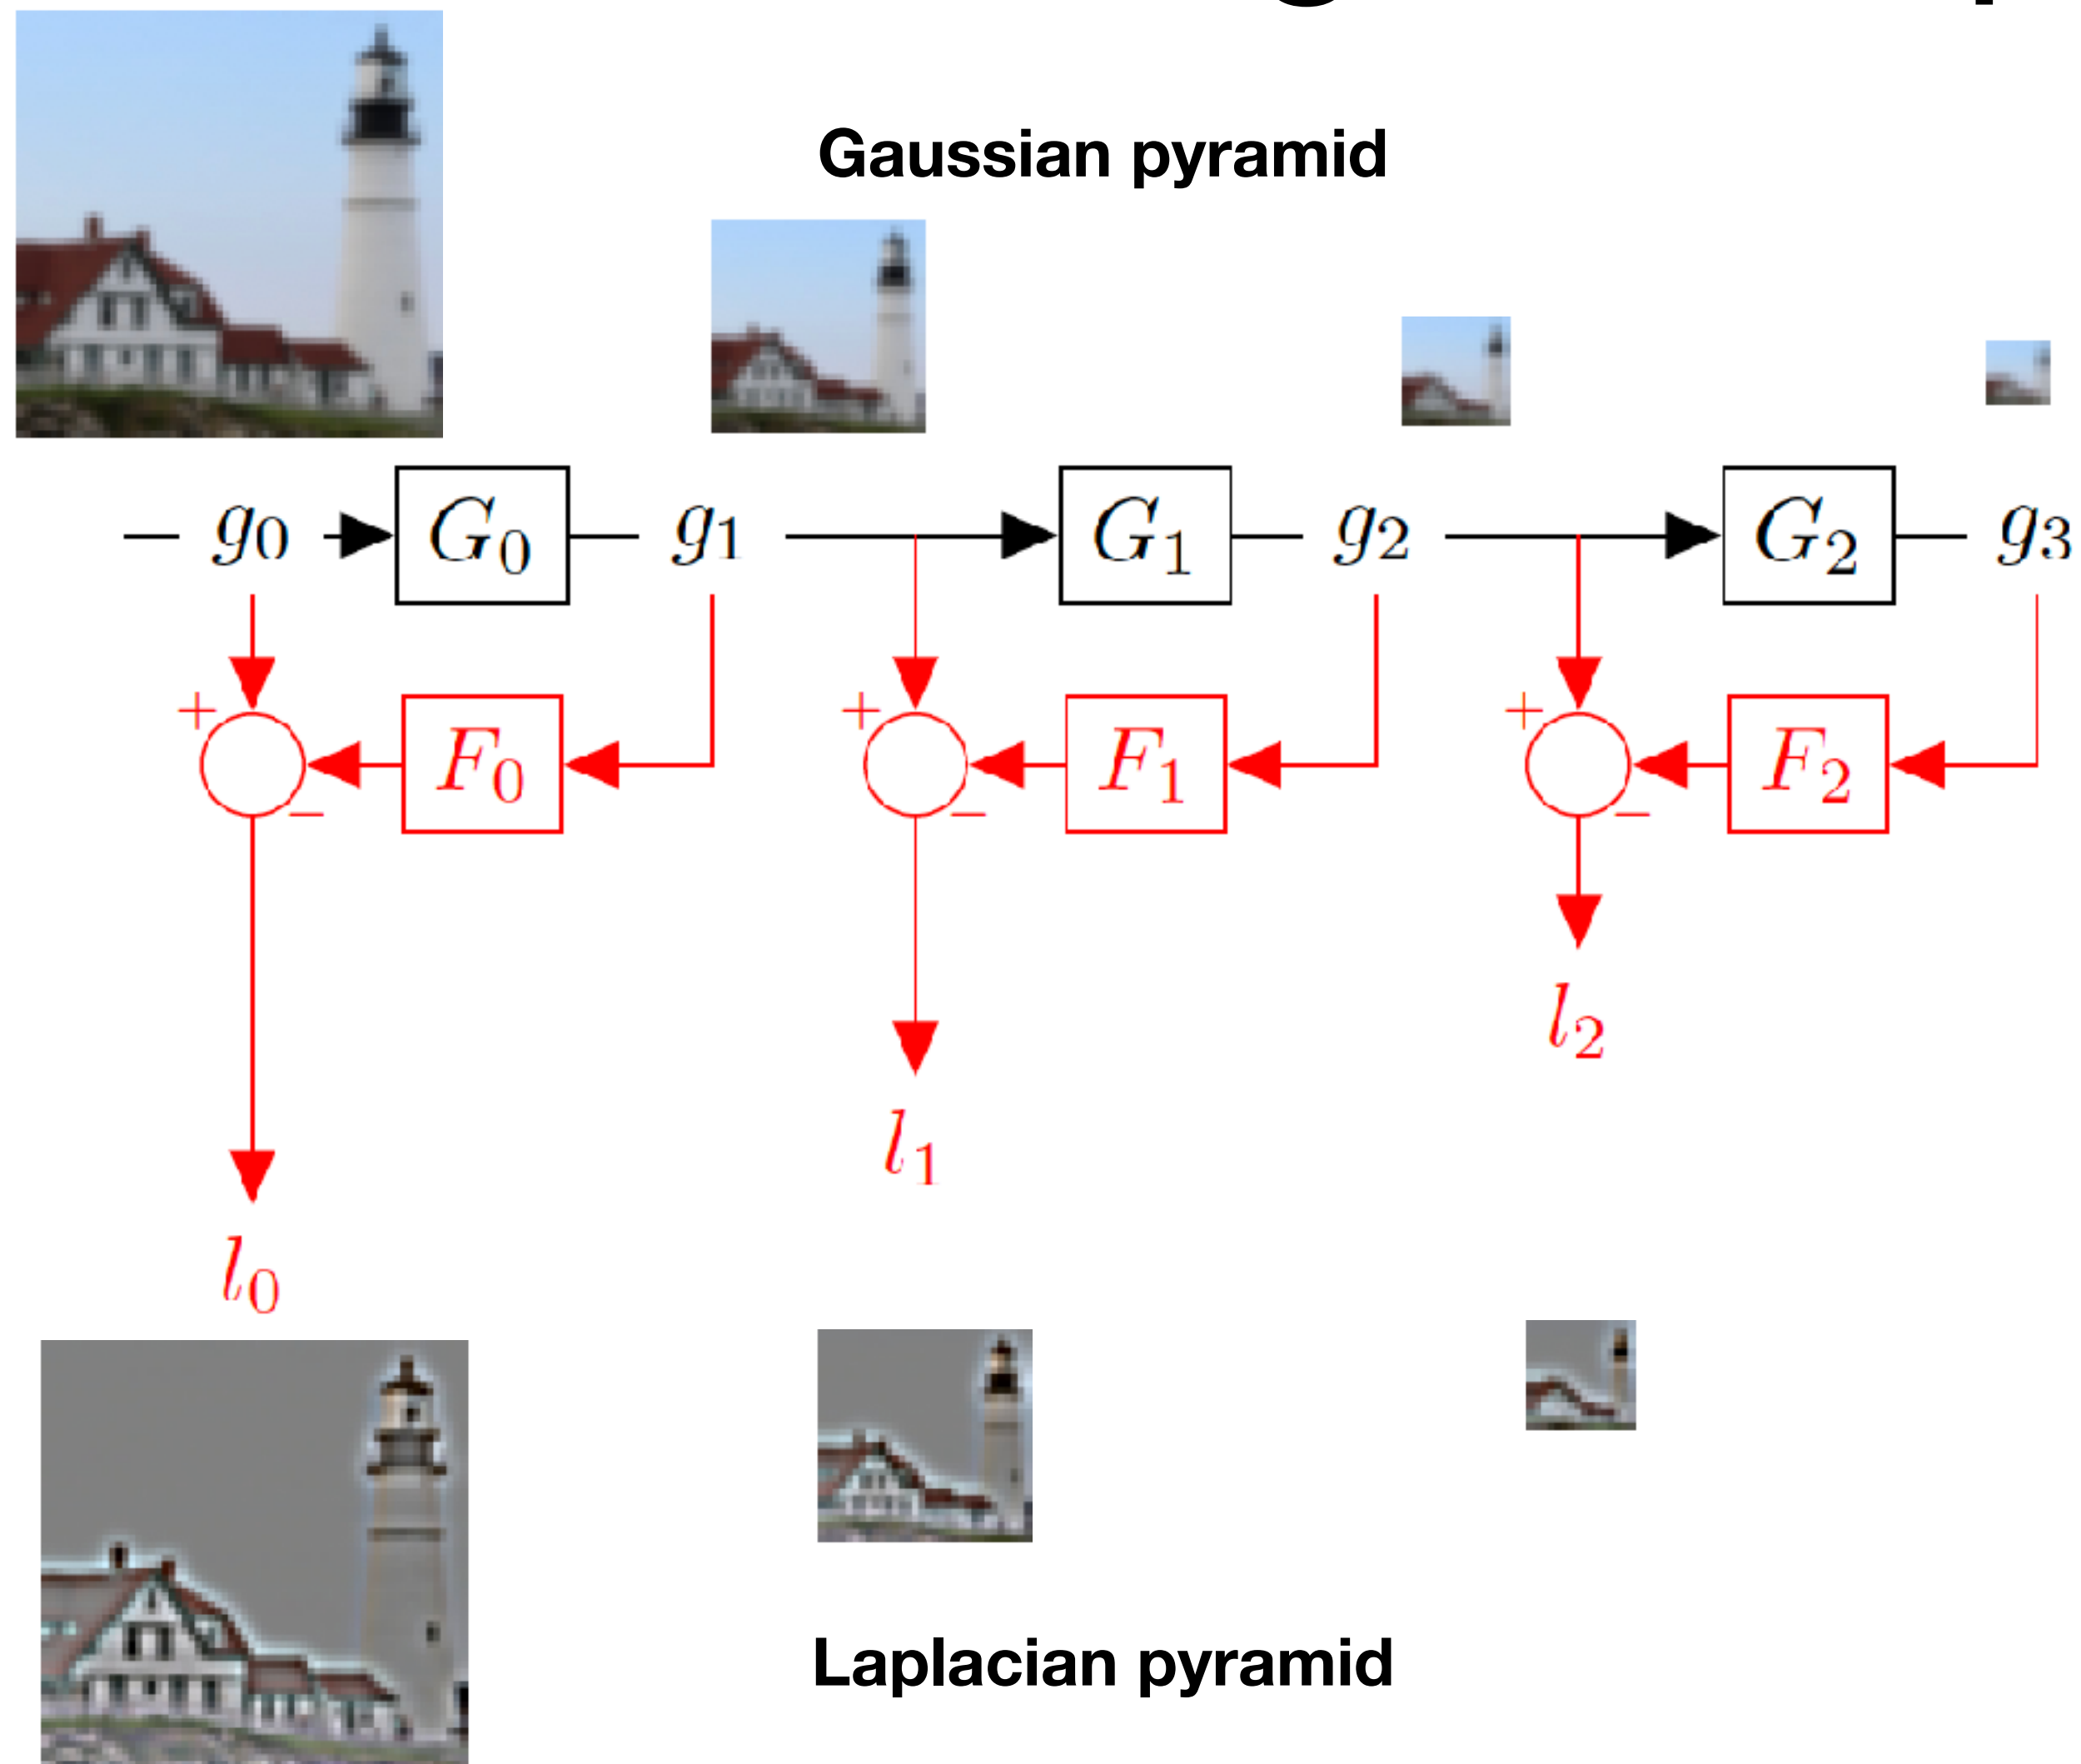 Gaussian pyramid
g0 G0 g1 G1 g2 G2 g3
+ F0 + F1 + F2
− − −
l2
l1
l0
Laplacian pyramid